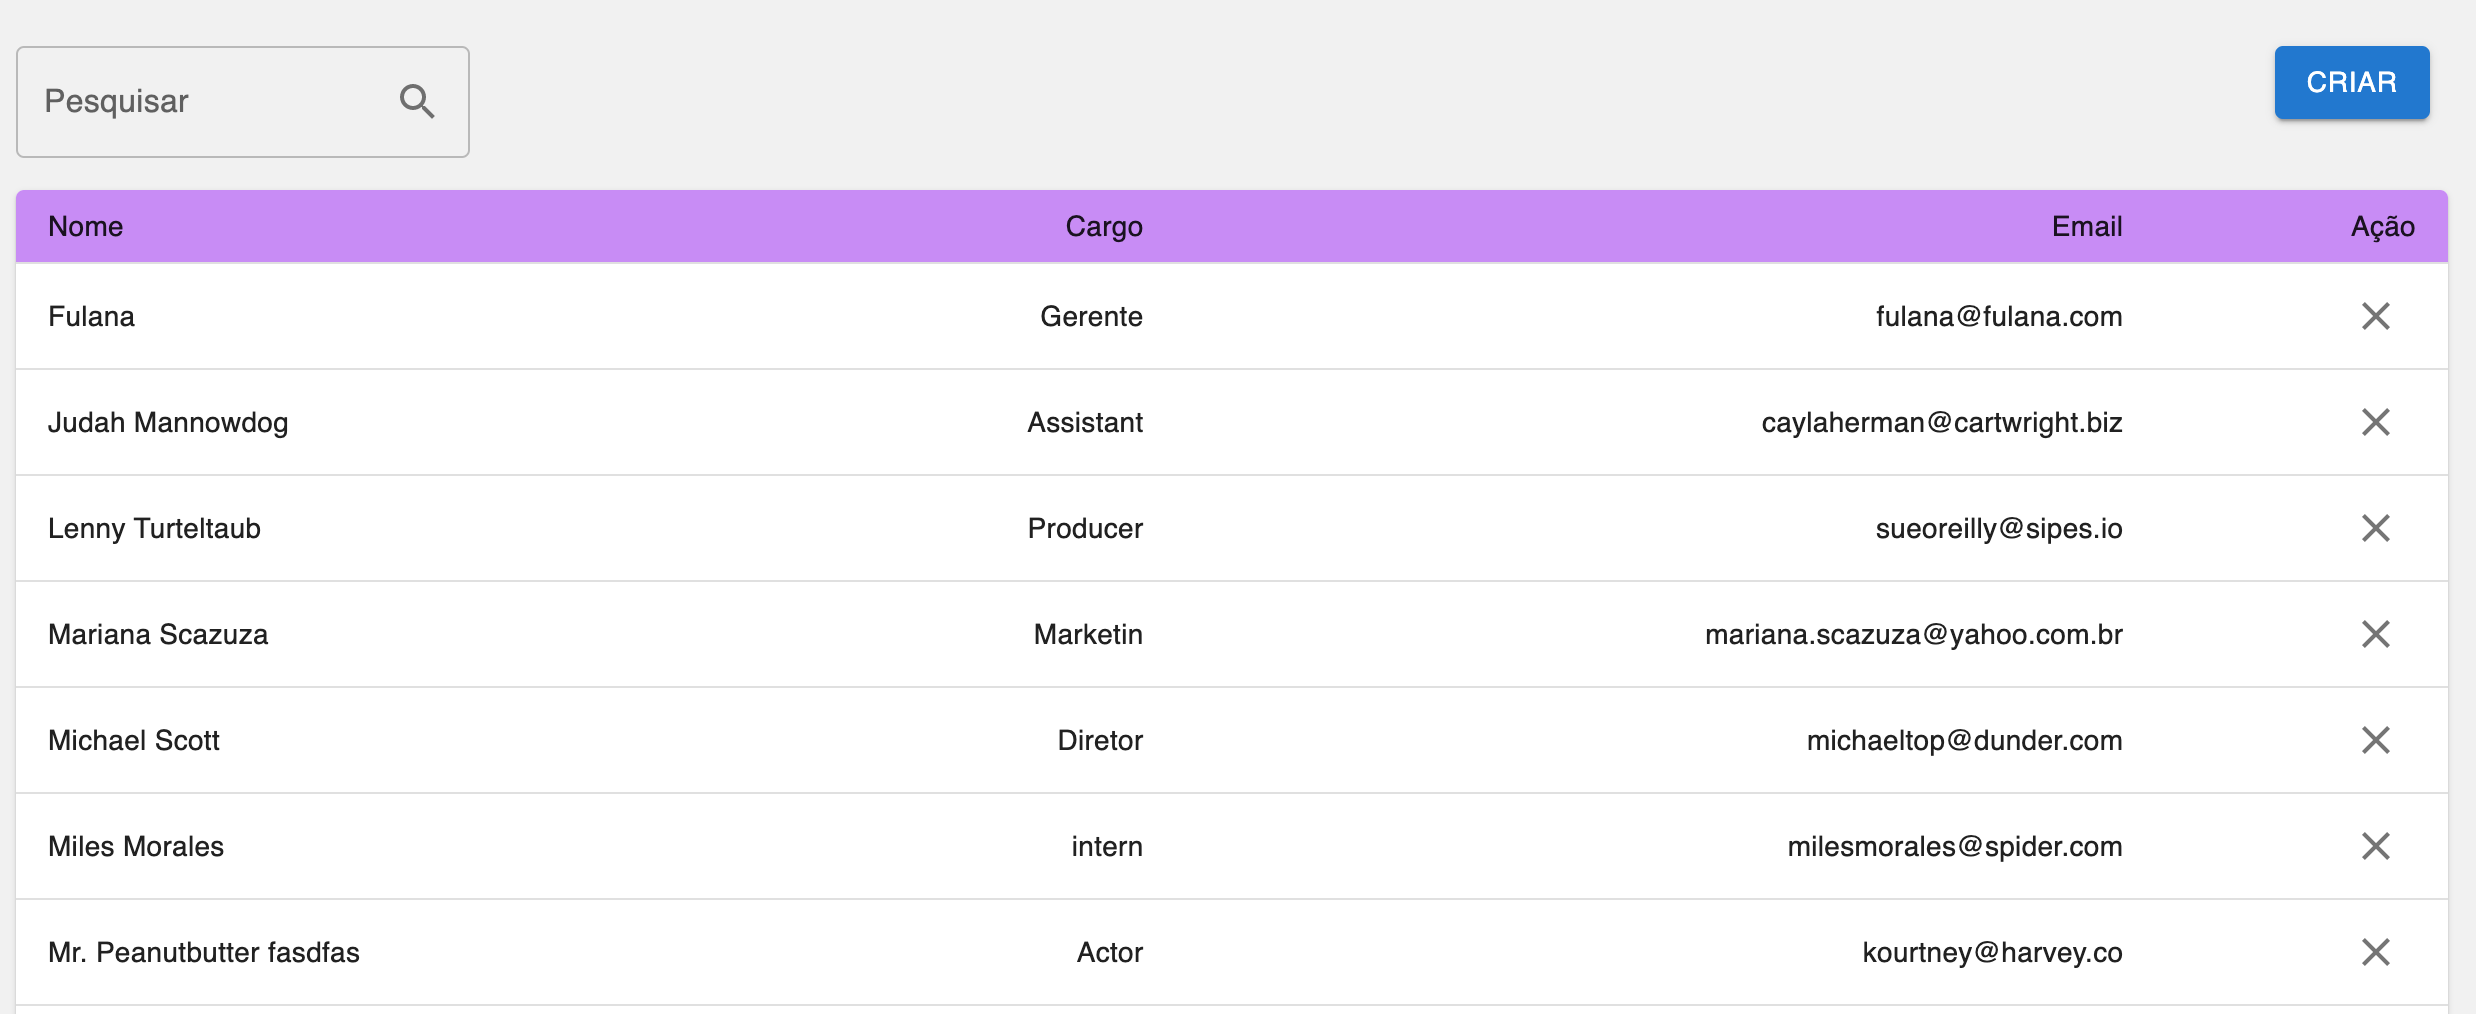 Pesquisar
CRIAR
Nome Cargo Email Ação
Fulana Gerente fulana@fulana.com
Judah Mannowdog Assistant caylaherman@cartwright.biz
Lenny Turteltaub Producer sueoreilly@sipes.io
Mariana Scazuza Marketin mariana.scazuza@yahoo.com.br
Michael Scott Diretor michaeltop@dunder.com
Miles Morales intern milesmorales@spider.com
Mr. Peanutbutter fasdfas Actor kourtney@harvey.co